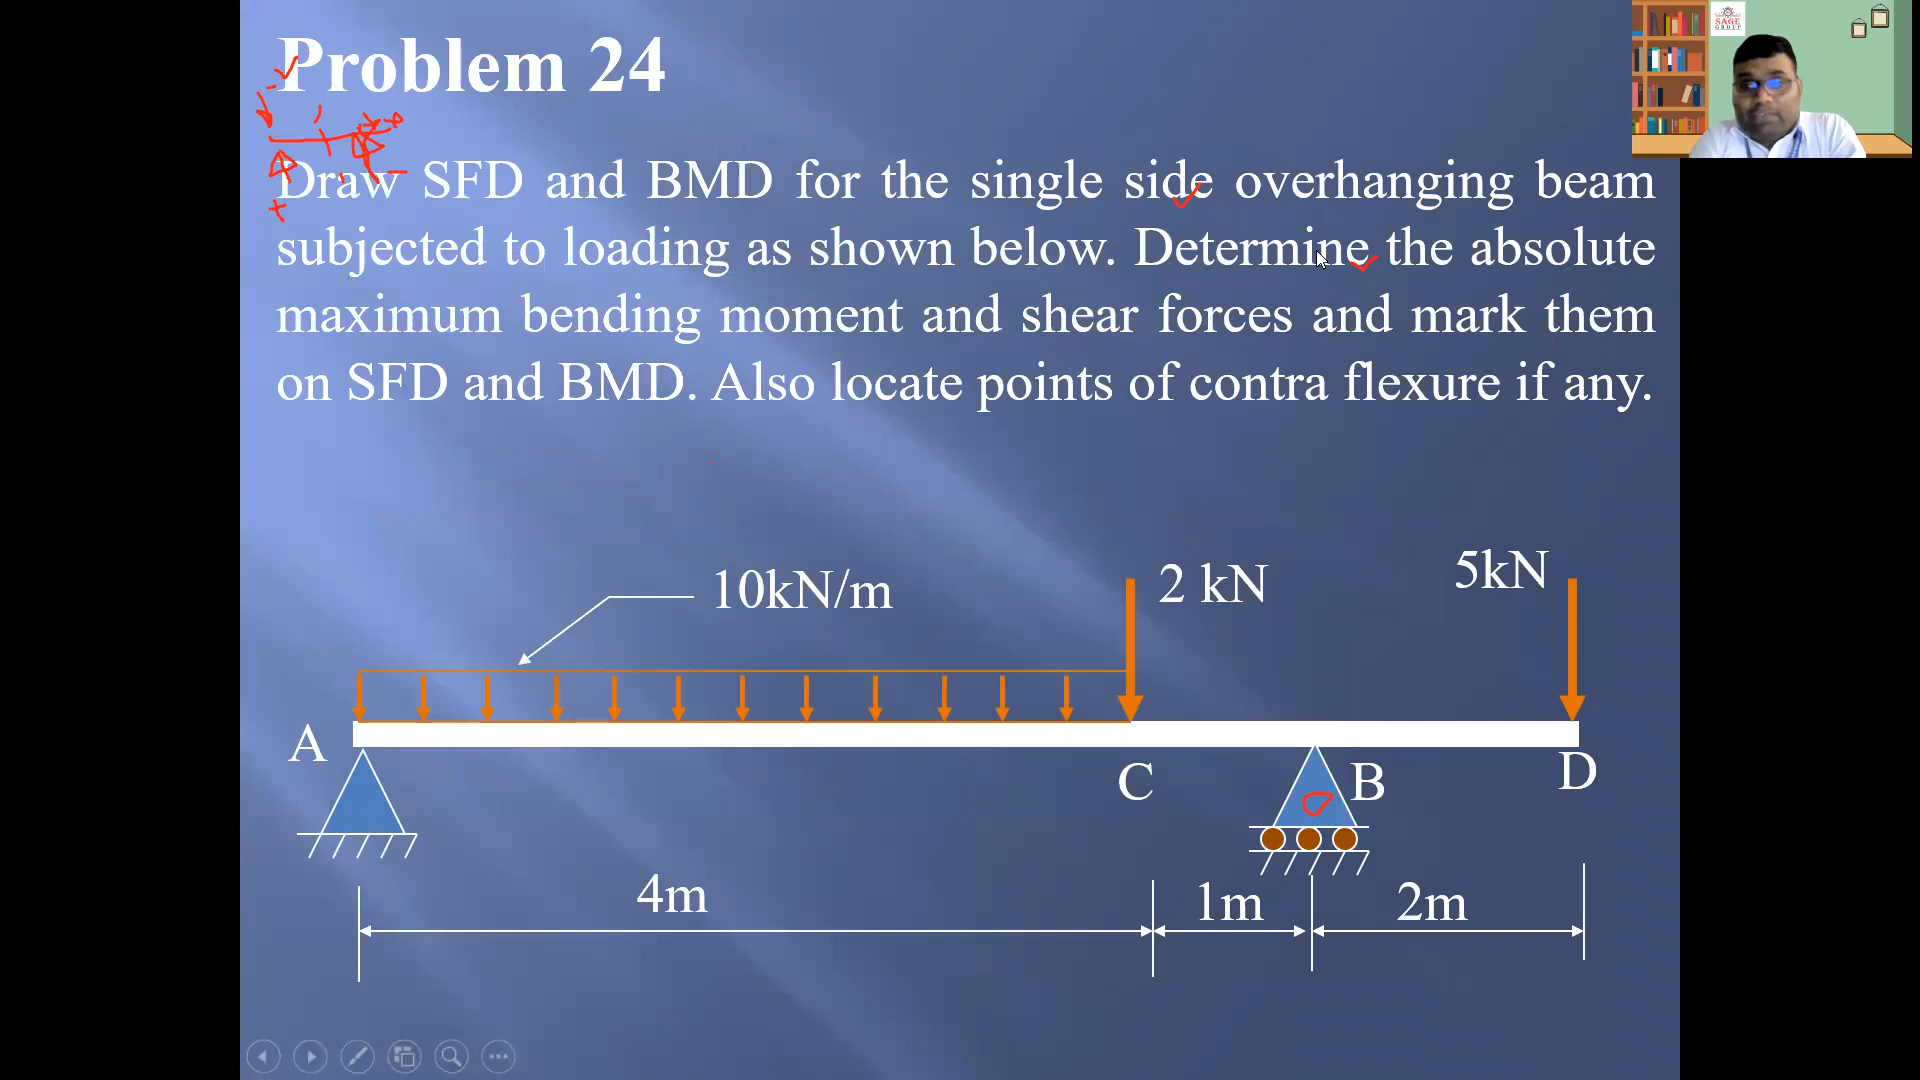 Problem 24
SAGE
GROUP
Draw SFD and BMD for the single side overhanging beam
subjected to loading as shown below. Determine the absolute
maximum bending moment and shear forces and mark them
on SFD and BMD. Also locate points of contra flexure if any.
10kN/m
2 kN
5kN
A
C
B
D
4m
1m
2m